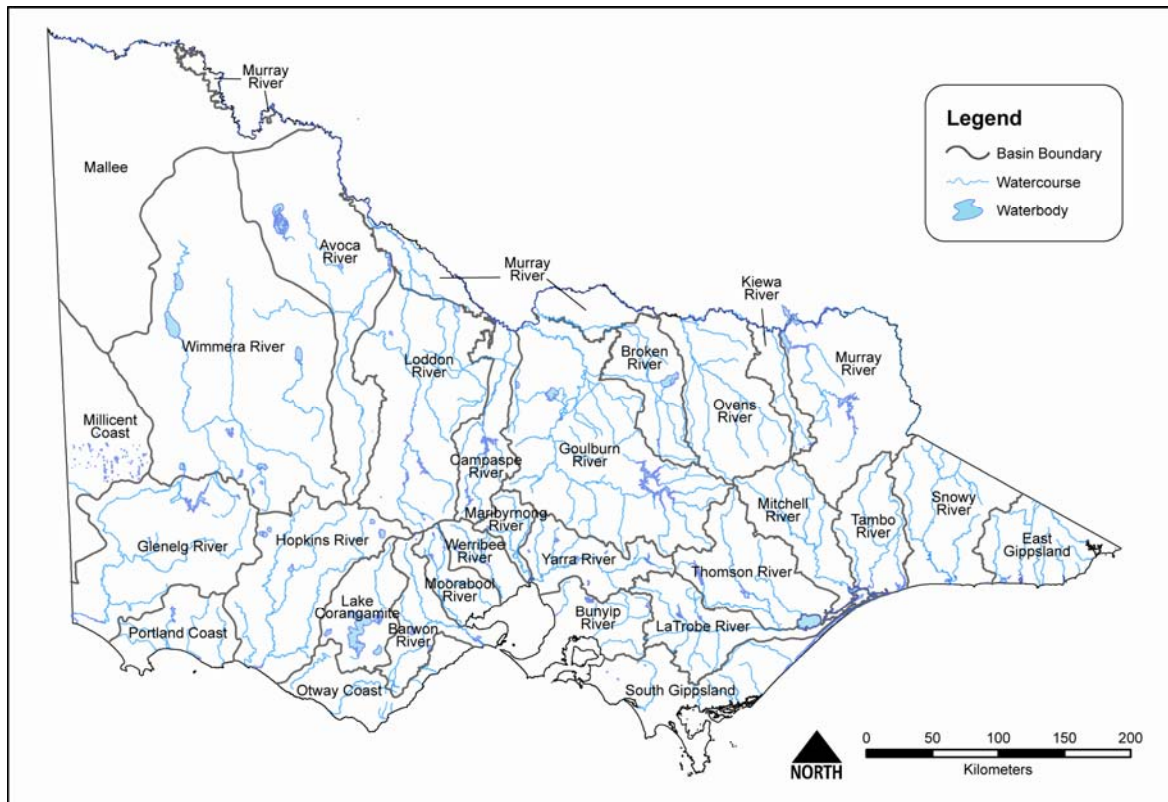 Murray
River
Legend
Basin Boundary
Watercourse
Waterbody
Mallee
Avoca
River
Murray
River
Kiewa
River
Wimmera River
Loddon
River
Broken
River
Murray
River
Ovens
River
Millicent
Coast
Goulburn
River
Campaspe
River
Maribyrnong
River
Mitchell
River
Tambo
River
Snowy
River
East
Gippsland
Glenelg River
Hopkins River
Werribee
River
Yarra River
Thomson River
Moorabool
River
Lake
Corangamite
Barwon
River
Bunyip
River
LaTrobe River
Portland Coast
Otway Coast
South Gippsland
NORTH
0 50 100 150 200
Kilometers